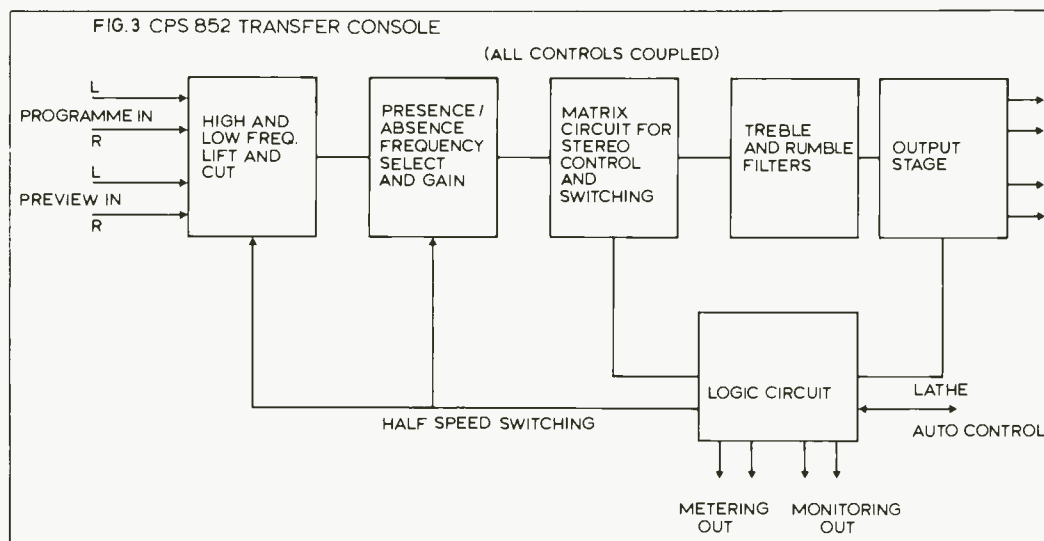 FIG.3 CPS 852 TRANSFER CONSOLE
(ALL CONTROLS COUPLED)
L
PROGRAMME IN
R
L
PREVIEW IN
R
HIGH AND
LOW FREQ.
LIFT AND
CUT
PRESENCE/
ABSENCE
FREQUENCY
SELECT
AND GAIN
MATRIX
CIRCUIT FOR
STEREO
CONTROL
AND
SWITCHING
TREBLE
AND RUMBLE
FILTERS
OUTPUT
STAGE
LOGIC CIRCUIT
LATHE
AUTO CONTROL
HALF SPEED SWITCHING
METERING
OUT
MONITORING
OUT